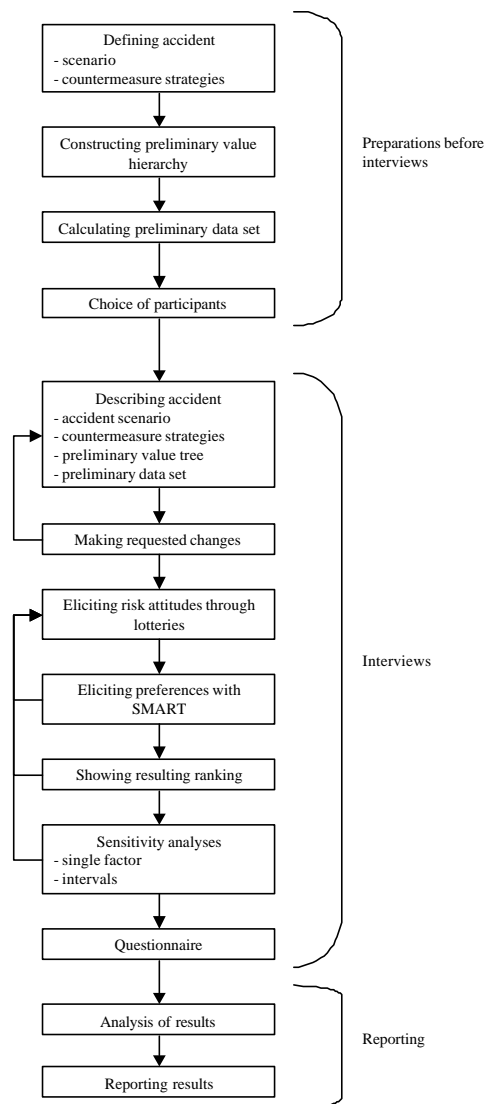 Defining accident
- scenario
- countermeasure strategies
Constructing preliminary value
hierarchy
Calculating preliminary data set
Choice of participants
Preparations before
interviews
Describing accident
- accident scenario
- countermeasure strategies
- preliminary value tree
- preliminary data set
Making requested changes
Eliciting risk attitudes through
lotteries
Eliciting preferences with
SMART
Showing resulting ranking
Sensitivity analyses
- single factor
- intervals
Questionnaire
Interviews
Analysis of results
Reporting results
Reporting